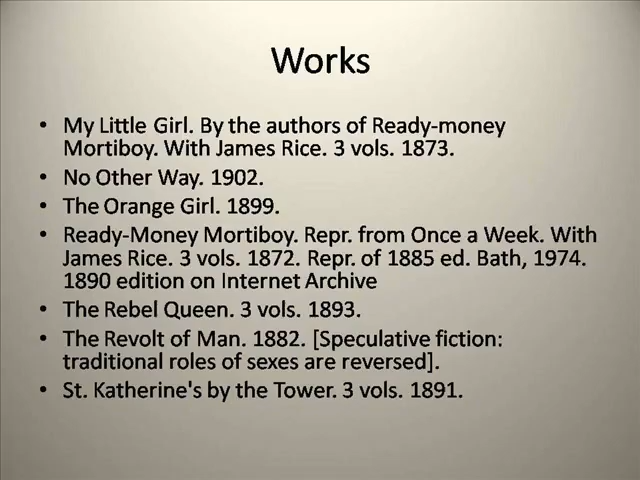 Works
• My Little Girl. By the authors of Ready-money
Mortiboy. With James Rice. 3 vols. 1873.
• No Other Way. 1902.
• The Orange Girl. 1899.
• Ready-Money Mortiboy. Repr. from Once a Week. With
James Rice. 3 vols. 1872. Repr. of 1885 ed. Bath, 1974.
1890 edition on Internet Archive
• The Rebel Queen. 3 vols. 1893.
• The Revolt of Man. 1882. [Speculative fiction:
traditional roles of sexes are reversed].
• St. Katherine's by the Tower. 3 vols. 1891.